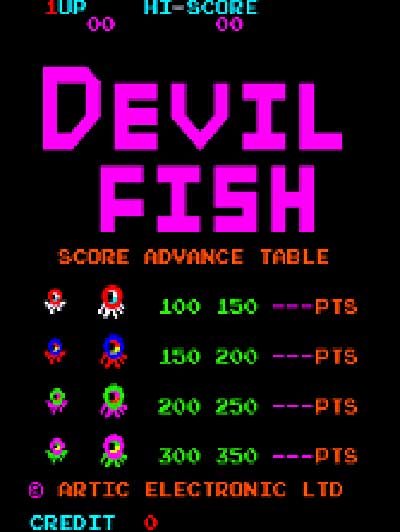 1UP HI-SCORE
00 00
DEVIL
FISH
SCORE ADVANCE TABLE
100 150 ---PTS
150 200 ---PTS
200 250 ---PTS
300 350 ---PTS
© ARTIC ELECTRONIC LTD
CREDIT 0